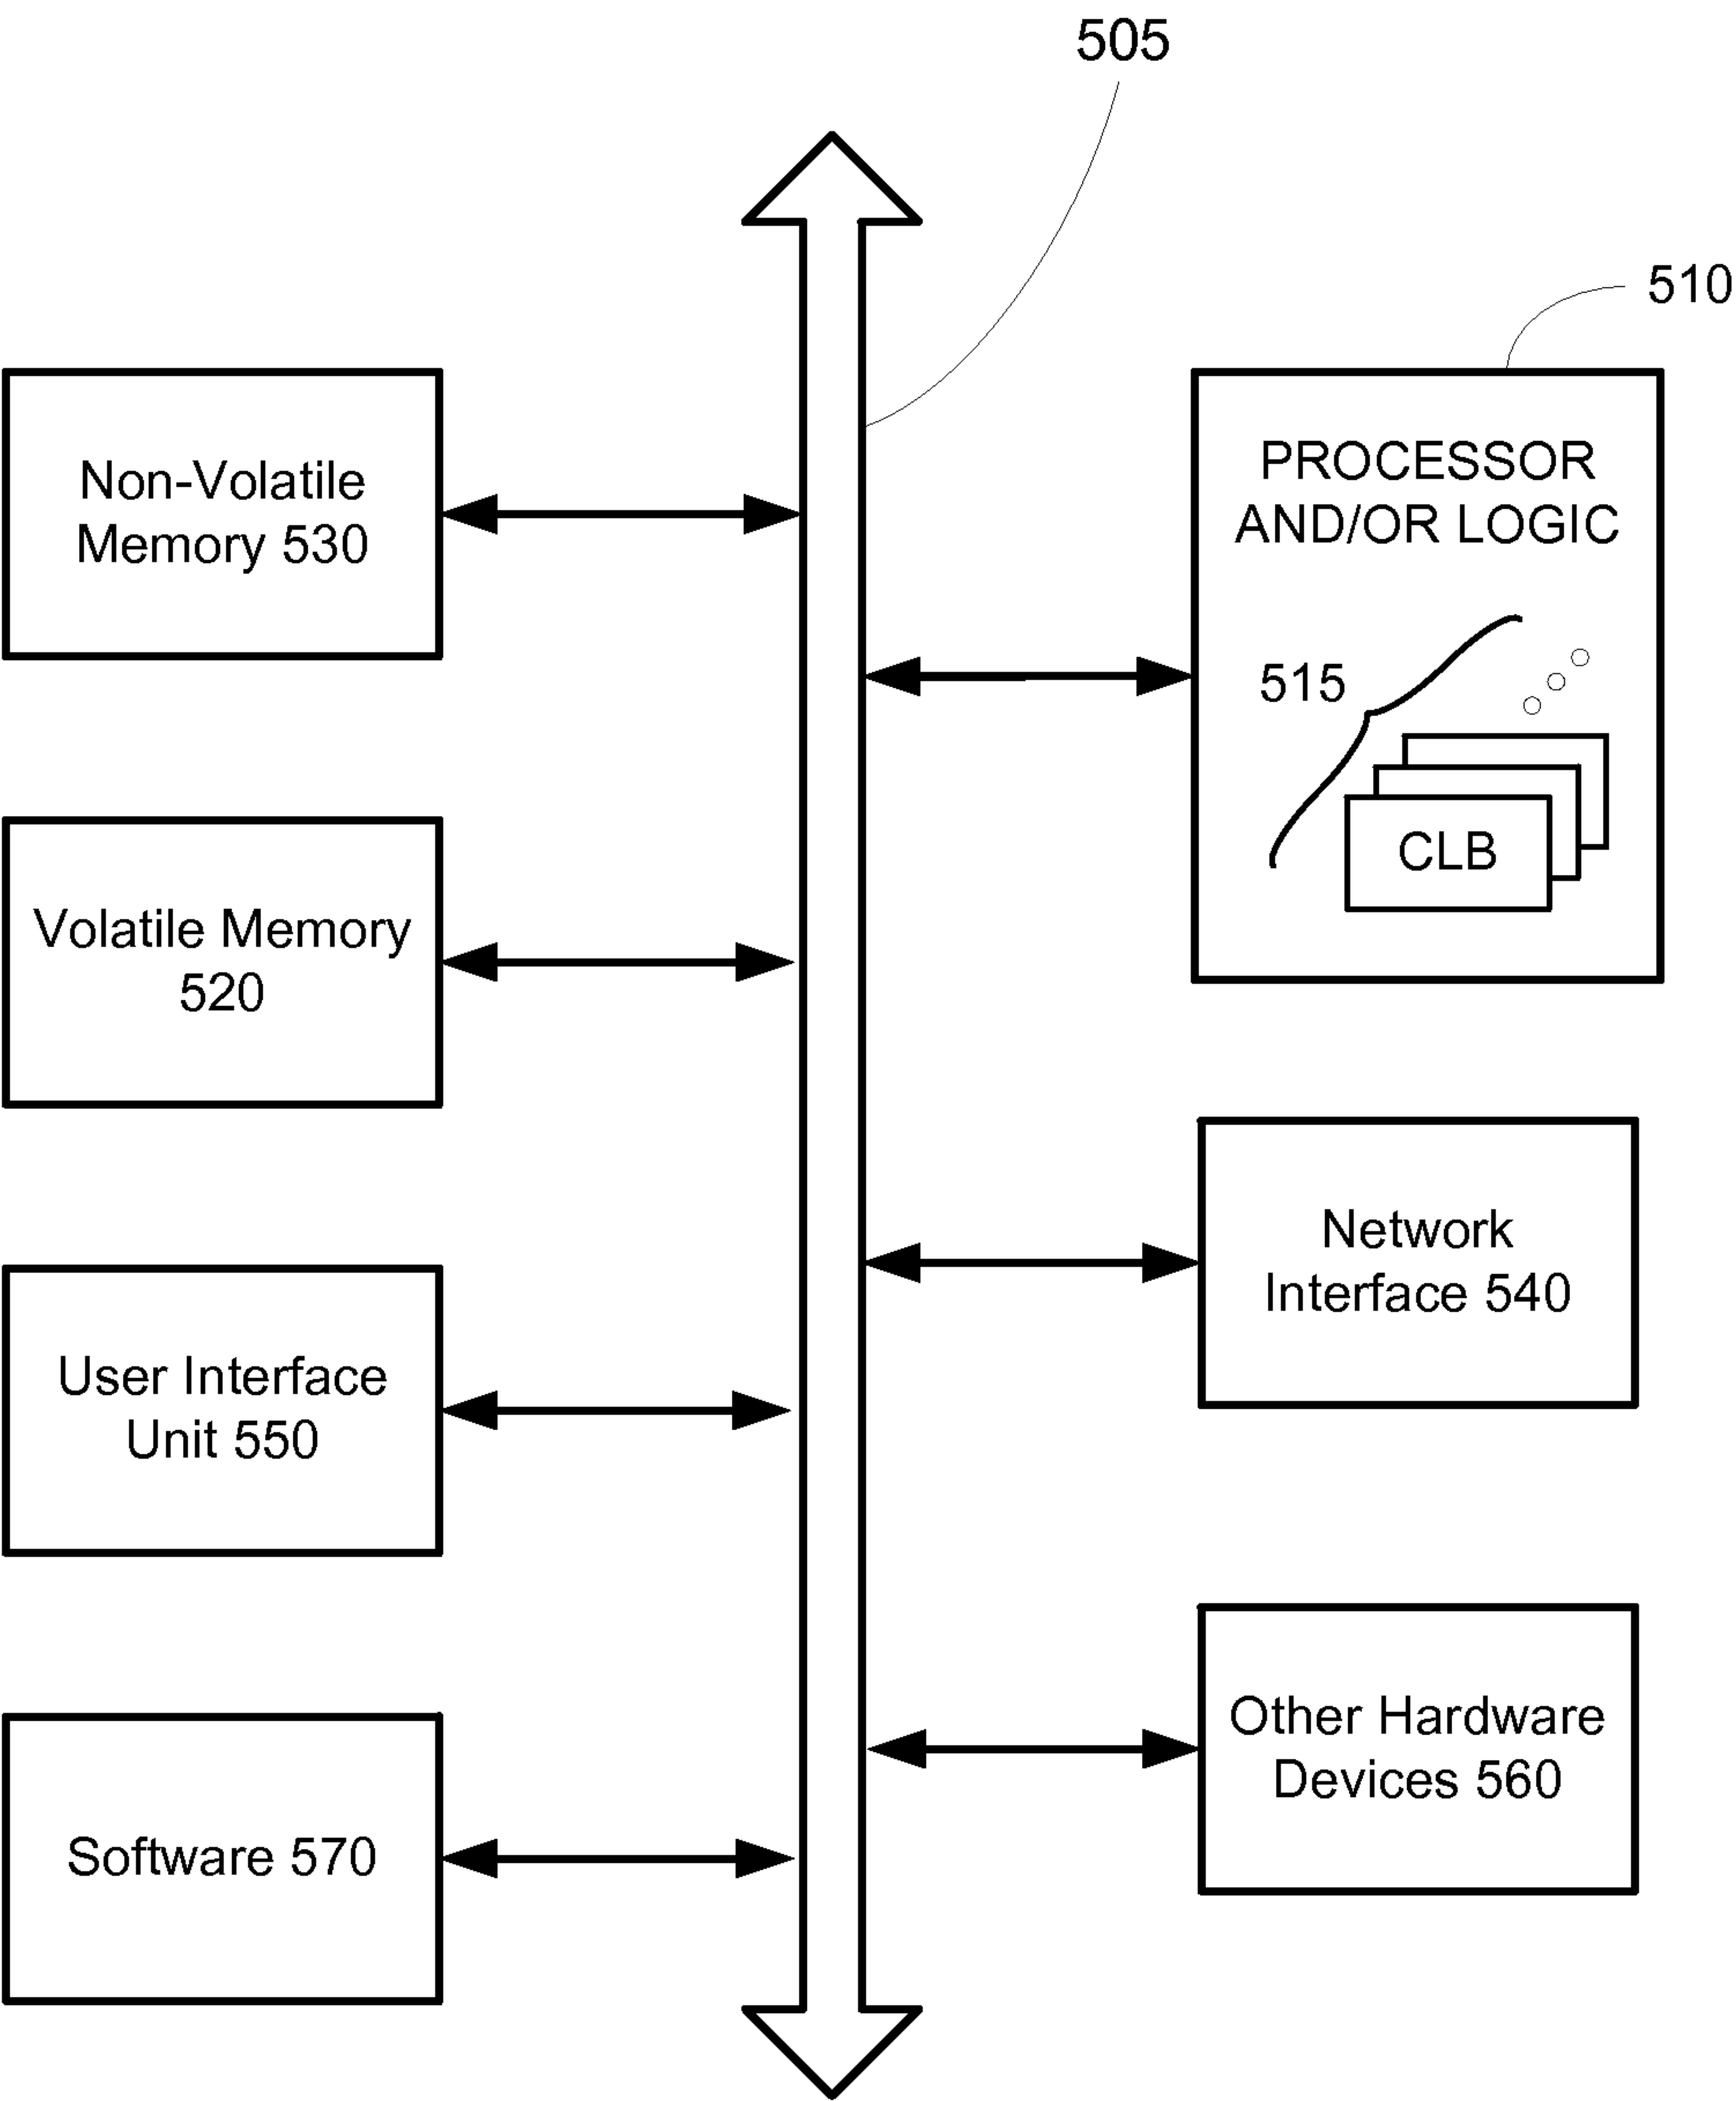 505
510
Non-Volatile
Memory 530
PROCESSOR
AND/OR LOGIC
515
CLB
Volatile Memory
520
Network
Interface 540
User Interface
Unit 550
Other Hardware
Devices 560
Software 570